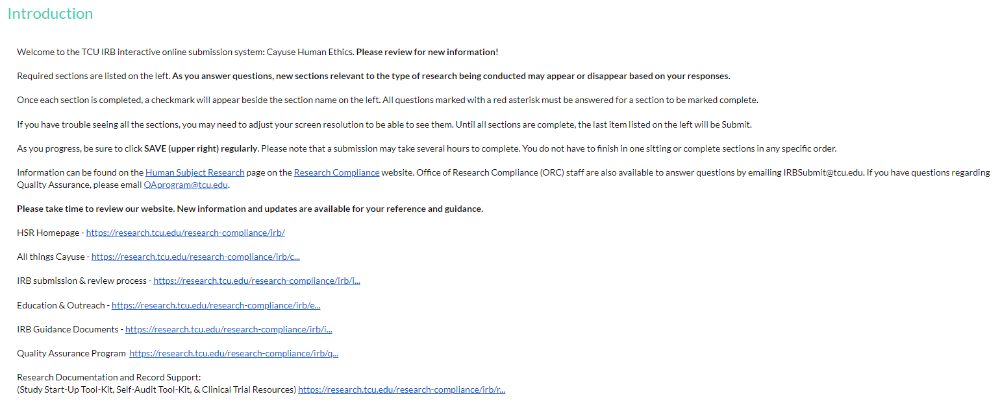 Introduction
Welcome to the TCU IRB interactive online submission system: Cayuse Human Ethics. Please review for new information!
Required sections are listed on the left. As you answer questions, new sections relevant to the type of research being conducted may appear or disappear based on your responses.
Once each section is completed, a checkmark will appear beside the section name on the left. All questions marked with a red asterisk must be answered for a section to be marked complete.
If you have trouble seeing all the sections, you may need to adjust your screen resolution to be able to see them. Until all sections are complete, the last item listed on the left will be Submit.
As you progress, be sure to click SAVE (upper right) regularly. Please note that a submission may take several hours to complete. You do not have to finish in one sitting or complete sections in any specific order.
Information can be found on the Human Subject Research page on the Research Compliance website. Office of Research Compliance (ORC) staff are also available to answer questions by emailing IRBSubmit@tcu.edu. If you have questions regarding
Quality Assurance, please email QAprogram@tcu.edu.
Please take time to review our website. New information and updates are available for your reference and guidance.
HSR Homepage - https://research.tcu.edu/research-compliance/irb/
All things Cayuse - https://research.tcu.edu/research-compliance/irb/c...
IRB submission & review process - https://research.tcu.edu/research-compliance/irb/i...
Education & Outreach - https://research.tcu.edu/research-compliance/irb/e...
IRB Guidance Documents - https://research.tcu.edu/research-compliance/irb/i...
Quality Assurance Program https://research.tcu.edu/research-compliance/irb/q...
Research Documentation and Record Support:
(Study Start-Up Tool-Kit, Self-Audit Tool-Kit, & Clinical Trial Resources) https://research.tcu.edu/research-compliance/irb/r...